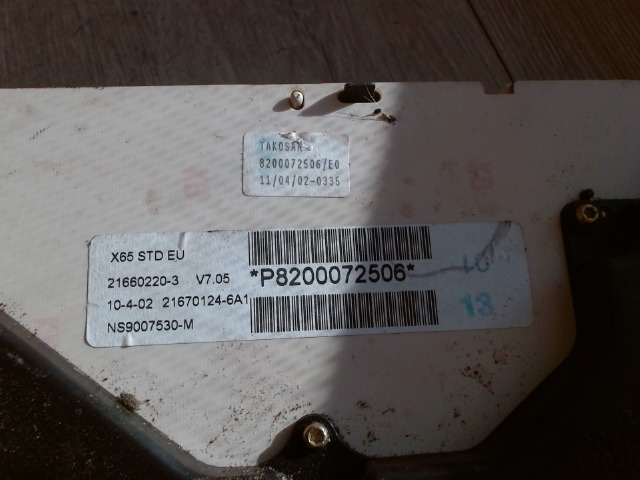 TAKOSAN
8200072506/E0
11/04/02-0335
X65 STD EU
21660220-3 V7.05
*P8200072506*
10-4-02 21670124-6A1
NS9007530-M
13